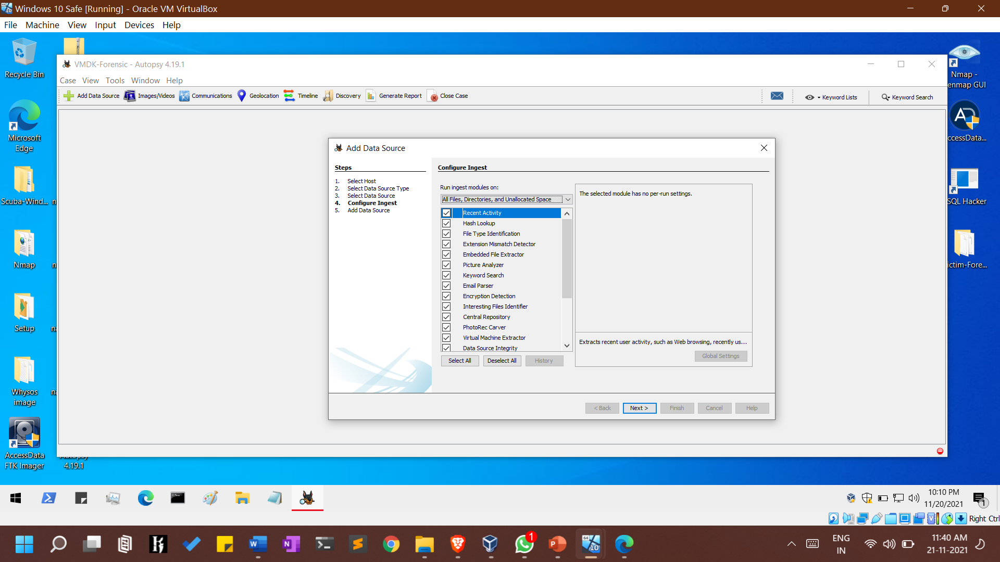 Windows 10 Safe [Running] - Oracle VM VirtualBox
File Machine View Input Devices Help
Recycle Bin
Microsoft
Edge
Scuba-Wind...
Nmap
Setup
Whysos
image
AccessData
FTK Imager
4.19.1
VMDK-Forensic - Autopsy 4.19.1
Case View Tools Window Help
Add Data Source Images/Videos Communications Geolocation Timeline Discovery Generate Report Close Case
Keyword Lists Keyword Search
Add Data Source
Steps
1. Select Host
2. Select Data Source Type
3. Select Data Source
4. Configure Ingest
5. Add Data Source
Configure Ingest
Run ingest modules on:
All Files, Directories, and Unallocated Space
Recent Activity
Hash Lookup
File Type Identification
Extension Mismatch Detector
Embedded File Extractor
Picture Analyzer
Keyword Search
Email Parser
Encryption Detection
Interesting Files Identifier
Central Repository
PhotoRec Carver
Virtual Machine Extractor
Data Source Integrity
Select All Deselect All History
The selected module has no per-run settings.
Extracts recent user activity, such as Web browsing, recently us...
Global Settings
< Back Next > Finish Cancel Help
Nmap -
enmap GUI
ccessData...
SQL Hacker
ictim-Fore...
10:10 PM
11/20/2021
1
Right Ctrl
1
64
10
ENG
IN
11:40 AM
21-11-2021